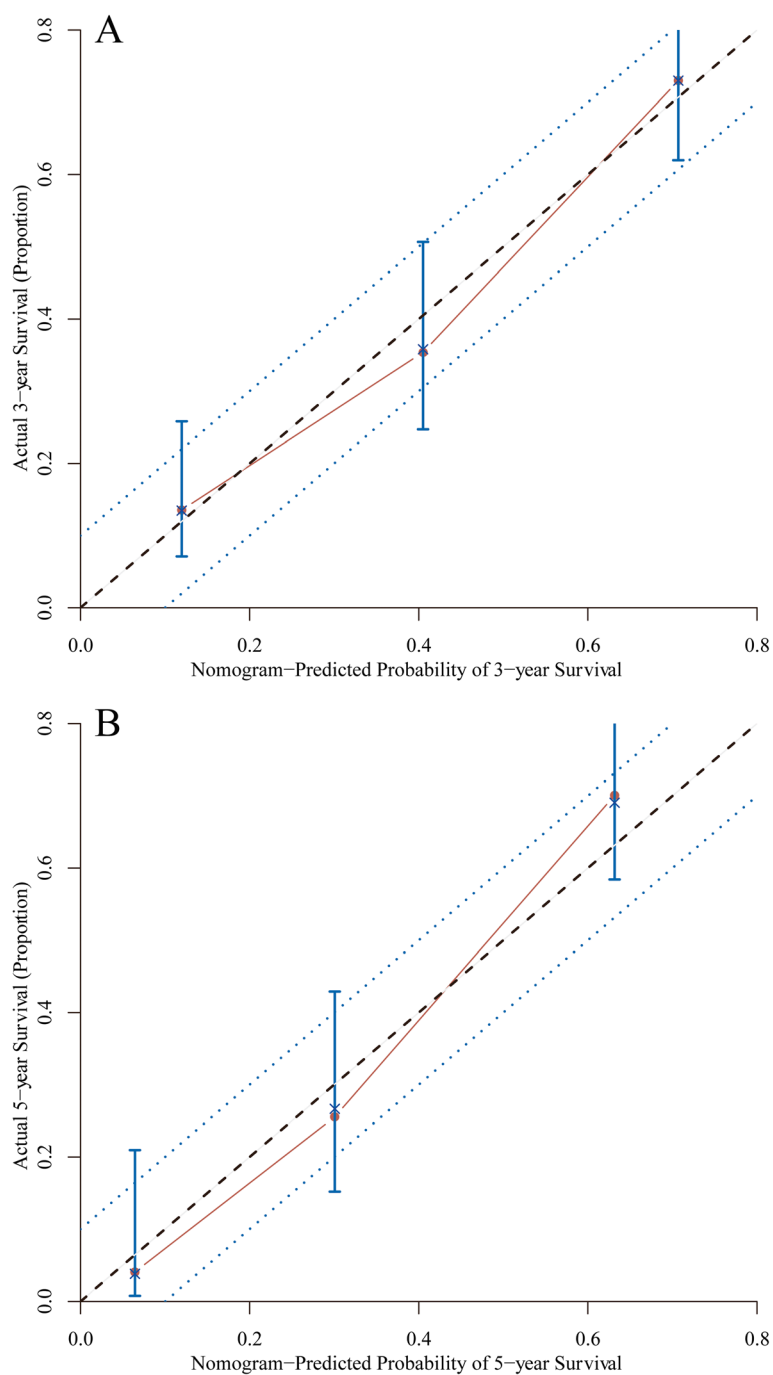 A
0.8
0.6
0.4
0.2
0.0
Actual 3−year Survival (Proportion)
0.0 0.2 0.4 0.6 0.8
Nomogram−Predicted Probability of 3−year Survival
B
0.8
0.6
0.4
0.2
0.0
Actual 5−year Survival (Proportion)
0.0 0.2 0.4 0.6 0.8
Nomogram−Predicted Probability of 5−year Survival